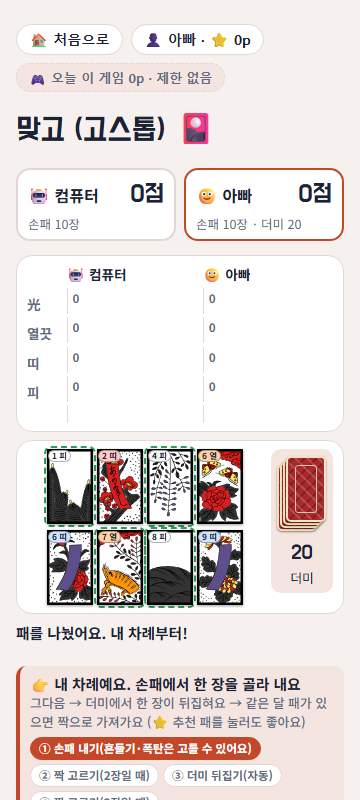 처음으로
아빠 · 0p
오늘 이 게임 0p · 제한 없음
맞고 (고스톱)
컴퓨터 0점
손패 10장
아빠 0점
손패 10장 · 더미 20
컴퓨터 아빠
光 0 0
열끗 0 0
띠 0 0
피 0 0
1 피 2 띠 4 피 6 열
6 띠 7 열 8 피 9 띠
20
더미
패를 나눴어요. 내 차례부터!
내 차례예요. 손패에서 한 장을 골라 내요
그다음 → 더미에서 한 장이 뒤집혀요 → 같은 달 패가 있
으면 짝으로 가져가요 ( 추천 패를 눌러도 좋아요)
① 손패 내기(흔들기·폭탄은 고를 수 있어요)
② 짝 고르기(2장일 때) ③ 더미 뒤집기(자동)